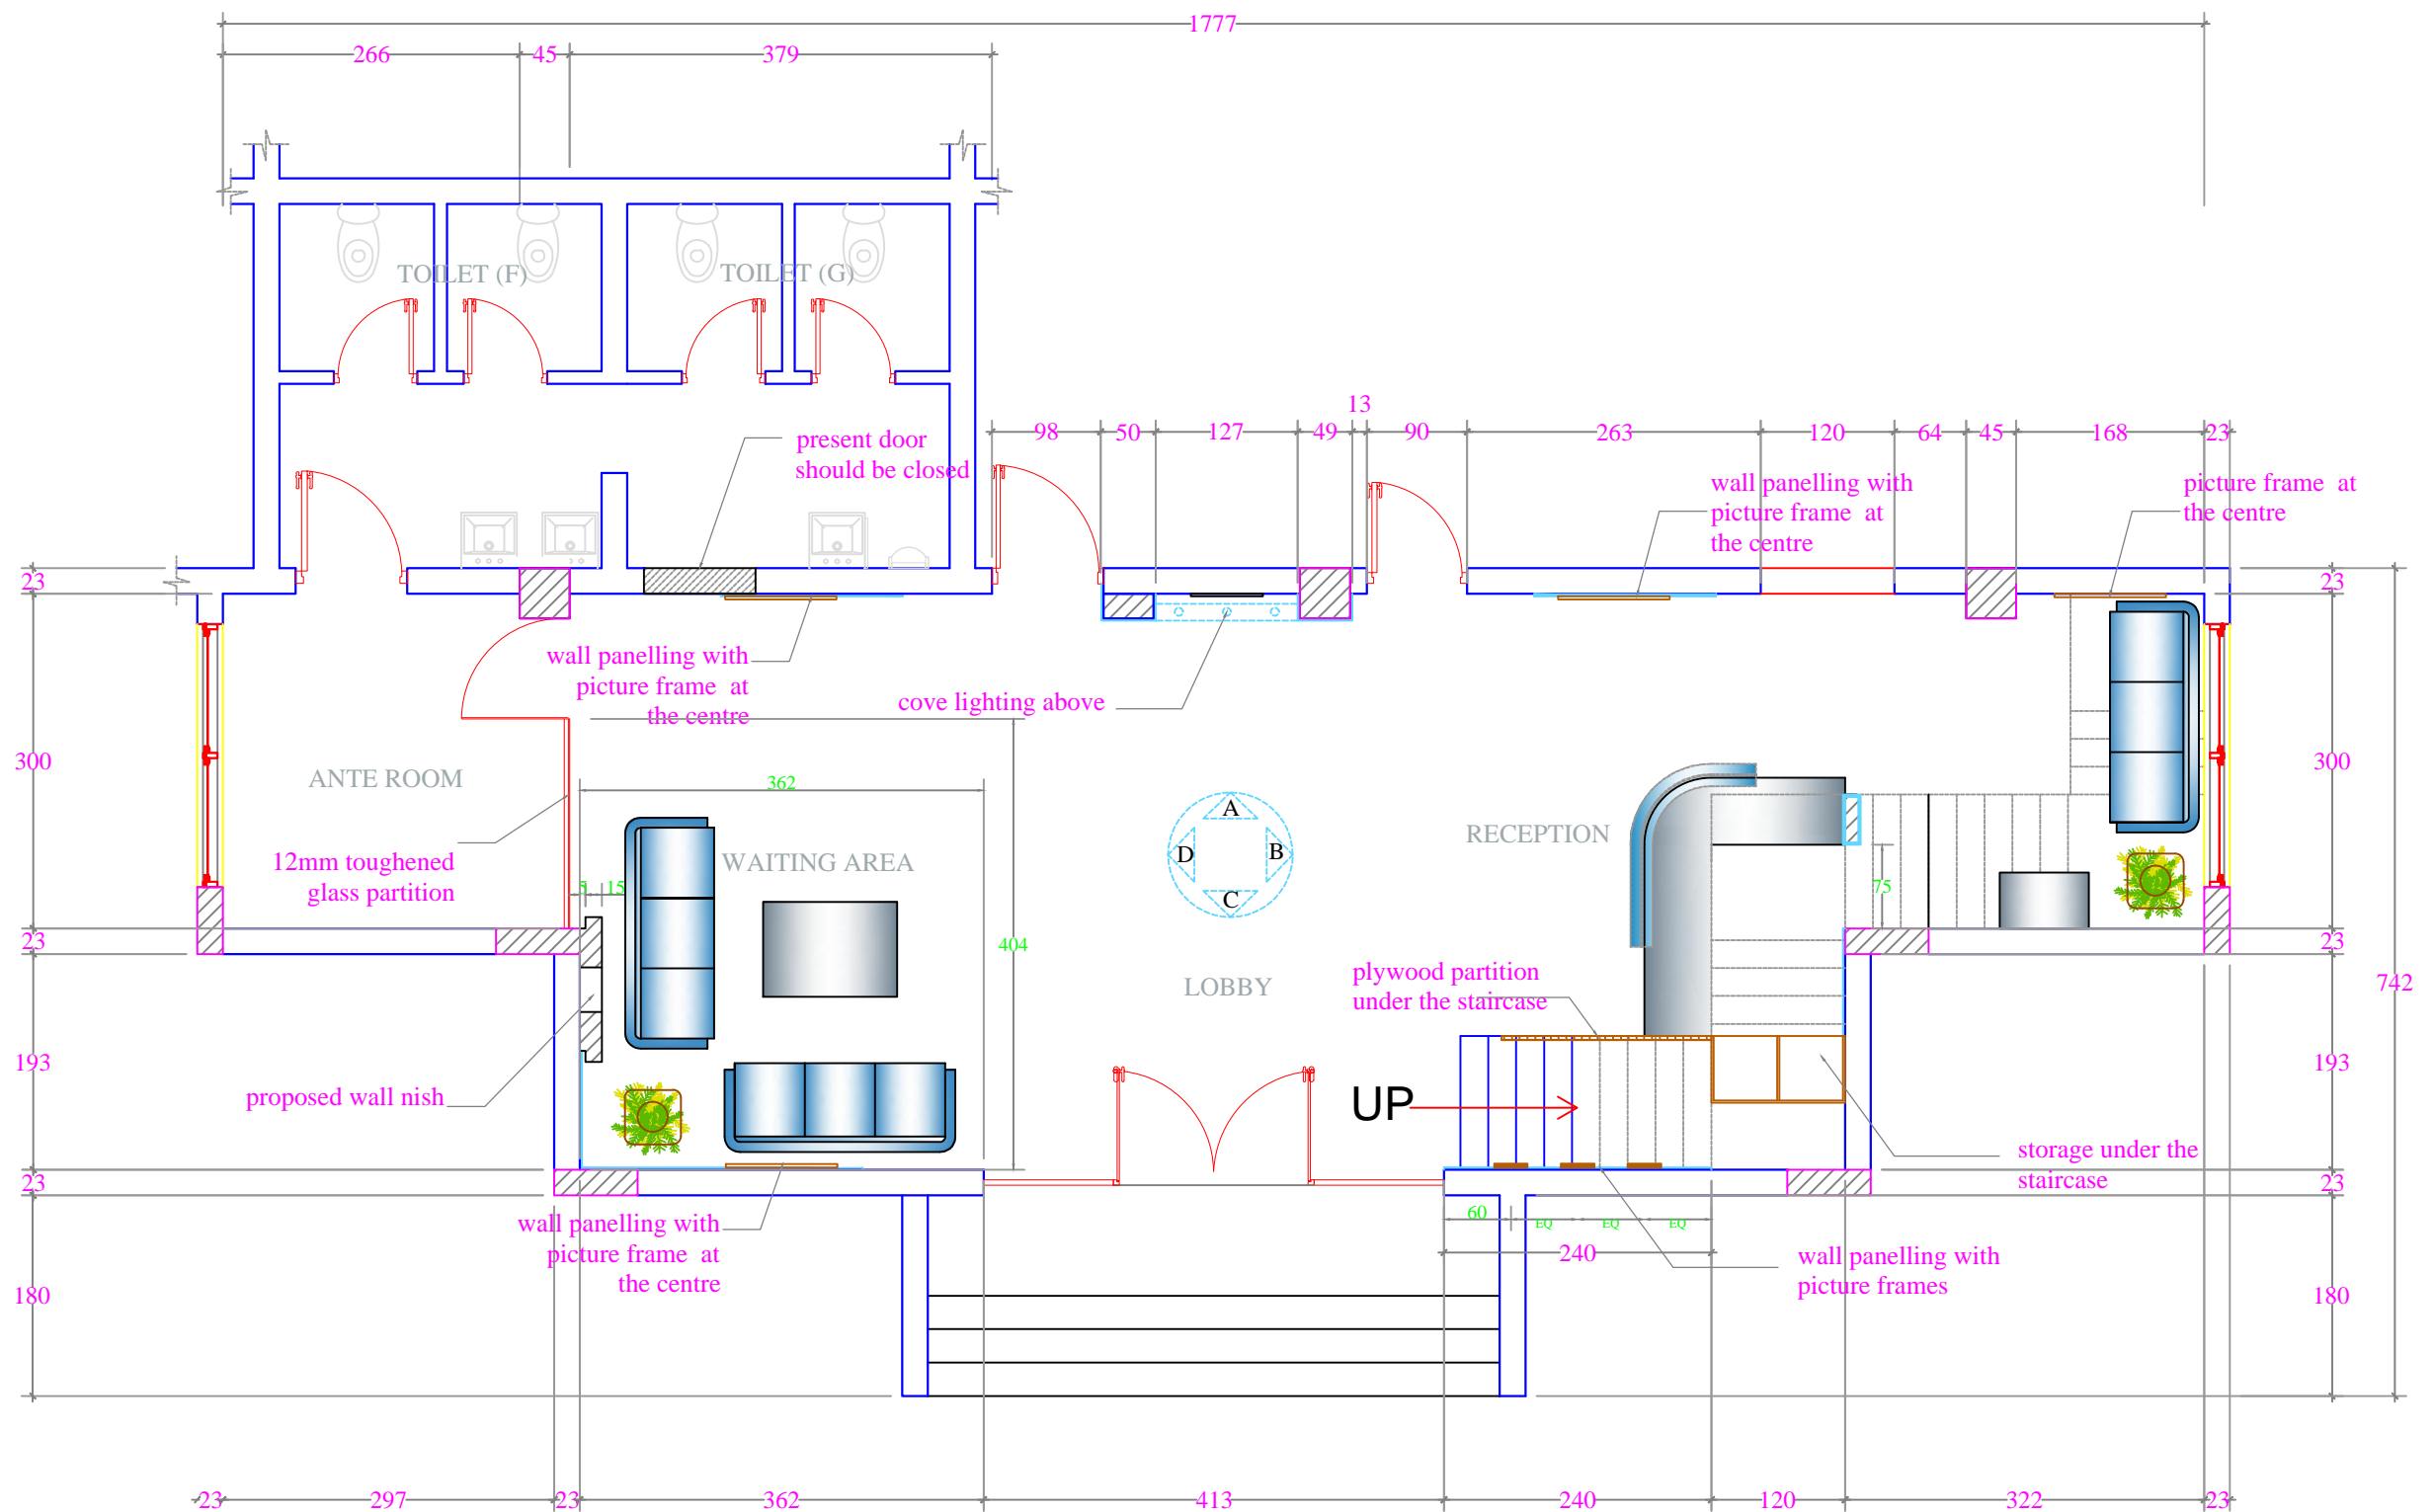 1777
266
45
379
TOILET (F)
TOILET (G)
13
98
50
127
49
90
263
120
64
45
168
23
present door
should be closed
wall panelling with
picture frame at
the centre
picture frame at
the centre
23
23
wall panelling with
picture frame at
the centre
cove lighting above
300
300
ANTE ROOM
362
A
B
C
D
RECEPTION
12mm toughened
glass partition
WAITING AREA
15
75
23
404
23
LOBBY
plywood partition
under the staircase
742
193
193
proposed wall nish
UP
storage under the
staircase
23
23
wall panelling with
picture frame at
the centre
60
EQ
EQ
EQ
240
wall panelling with
picture frames
180
180
23
297
23
362
413
240
120
322
23